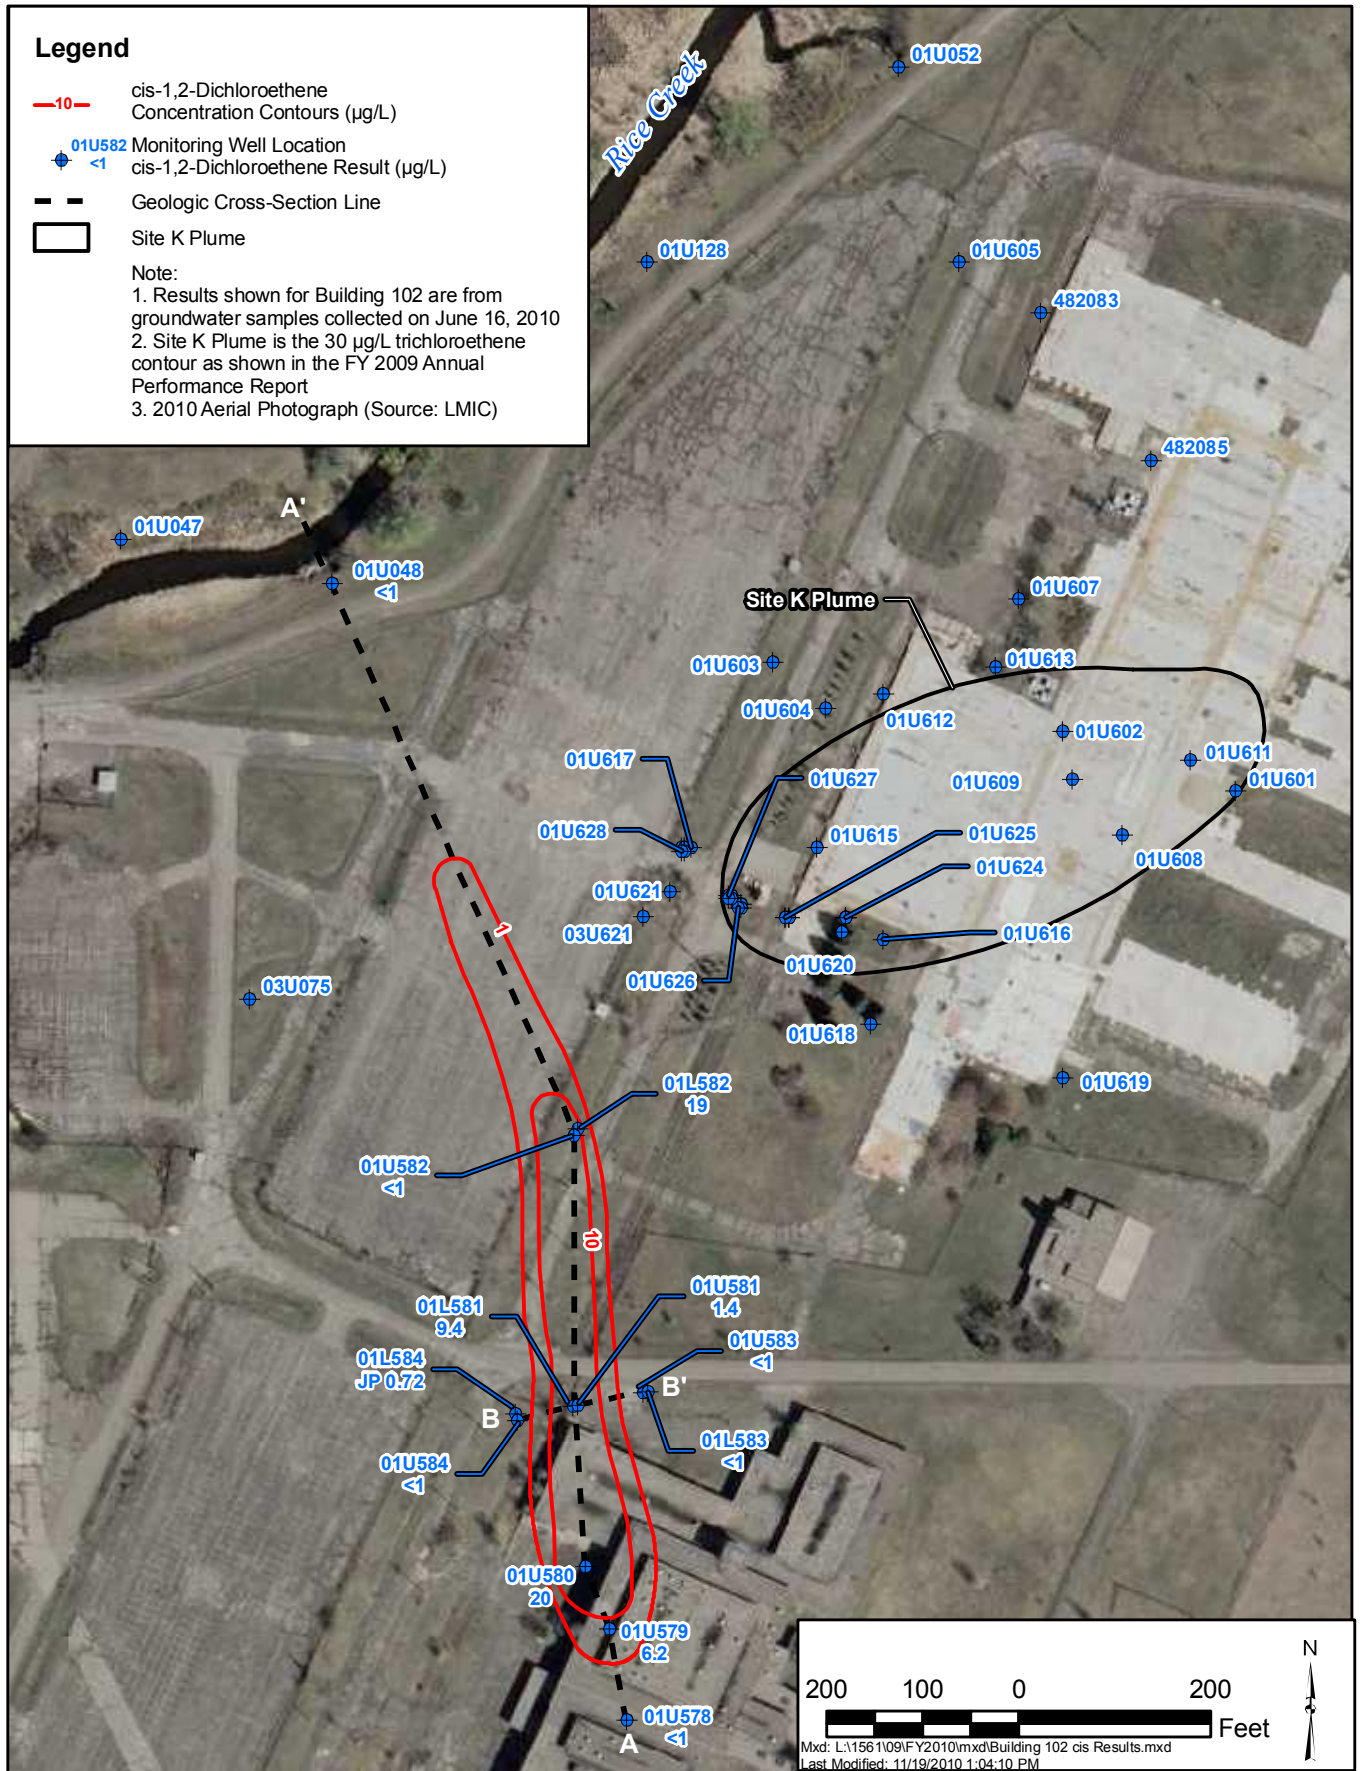 Legend
10
cis-1,2-Dichloroethene
Concentration Contours (µg/L)
01U582
<1
Monitoring Well Location
cis-1,2-Dichloroethene Result (µg/L)
Geologic Cross-Section Line
Site K Plume
Note:
1. Results shown for Building 102 are from
groundwater samples collected on June 16, 2010
2. Site K Plume is the 30 µg/L trichloroethene
contour as shown in the FY 2009 Annual
Performance Report
3. 2010 Aerial Photograph (Source: LMIC)
Rice Creek
01U052
01U128
01U605
482083
482085
A'
01U047
01U048
<1
Site K Plume
01U607
01U603
01U613
01U604
01U612
01U602
01U617
01U627
01U611
01U609
01U601
01U628
01U615
01U625
01U608
01U624
01U621
03U621
01U616
01U620
01U626
1
03U075
01U618
01U619
01L582
19
01U582
<1
10
01L581
9.4
01U581
1.4
01U583
<1
01L584
JP 0.72
B'
B
01L583
<1
01U584
<1
01U580
20
01U579
6.2
01U578
<1
A
N
200 100 0 200
Feet
Mxd: L:\1561\09\FY2010\mxd\Building 102 cis Results.mxd
Last Modified: 11/19/2010 1:04:10 PM